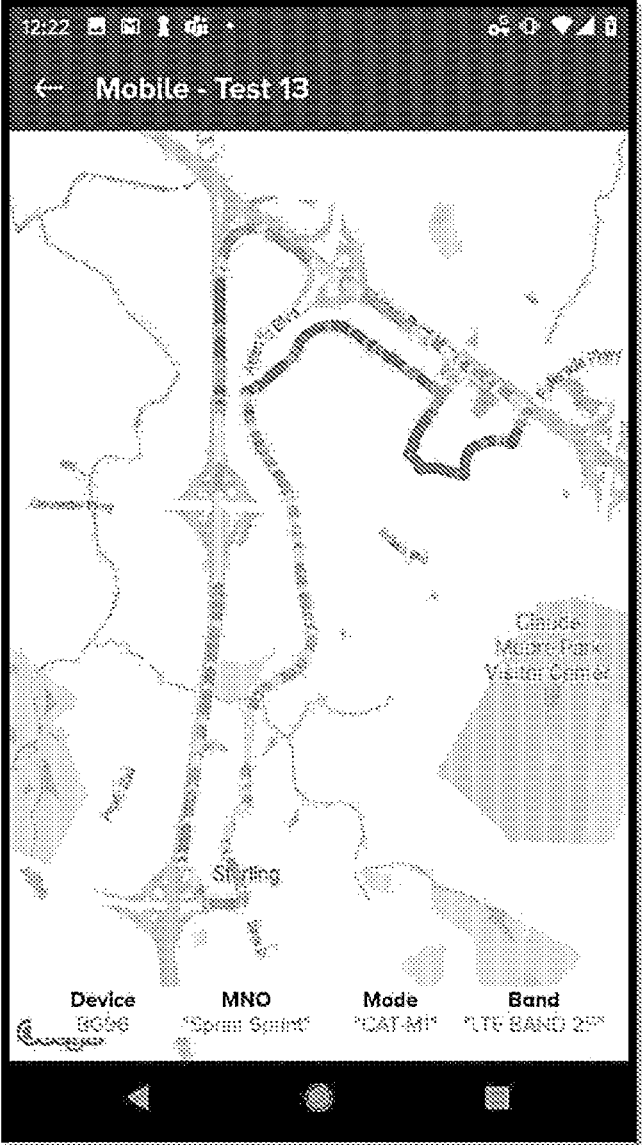 12:22
Mobile - Test 13
Claude
Moore Park
Visitor Center
Sterling
Device MNO Mode Band
BG96 "Sprint Sprint" "CAT-M1" "LTE BAND 25"